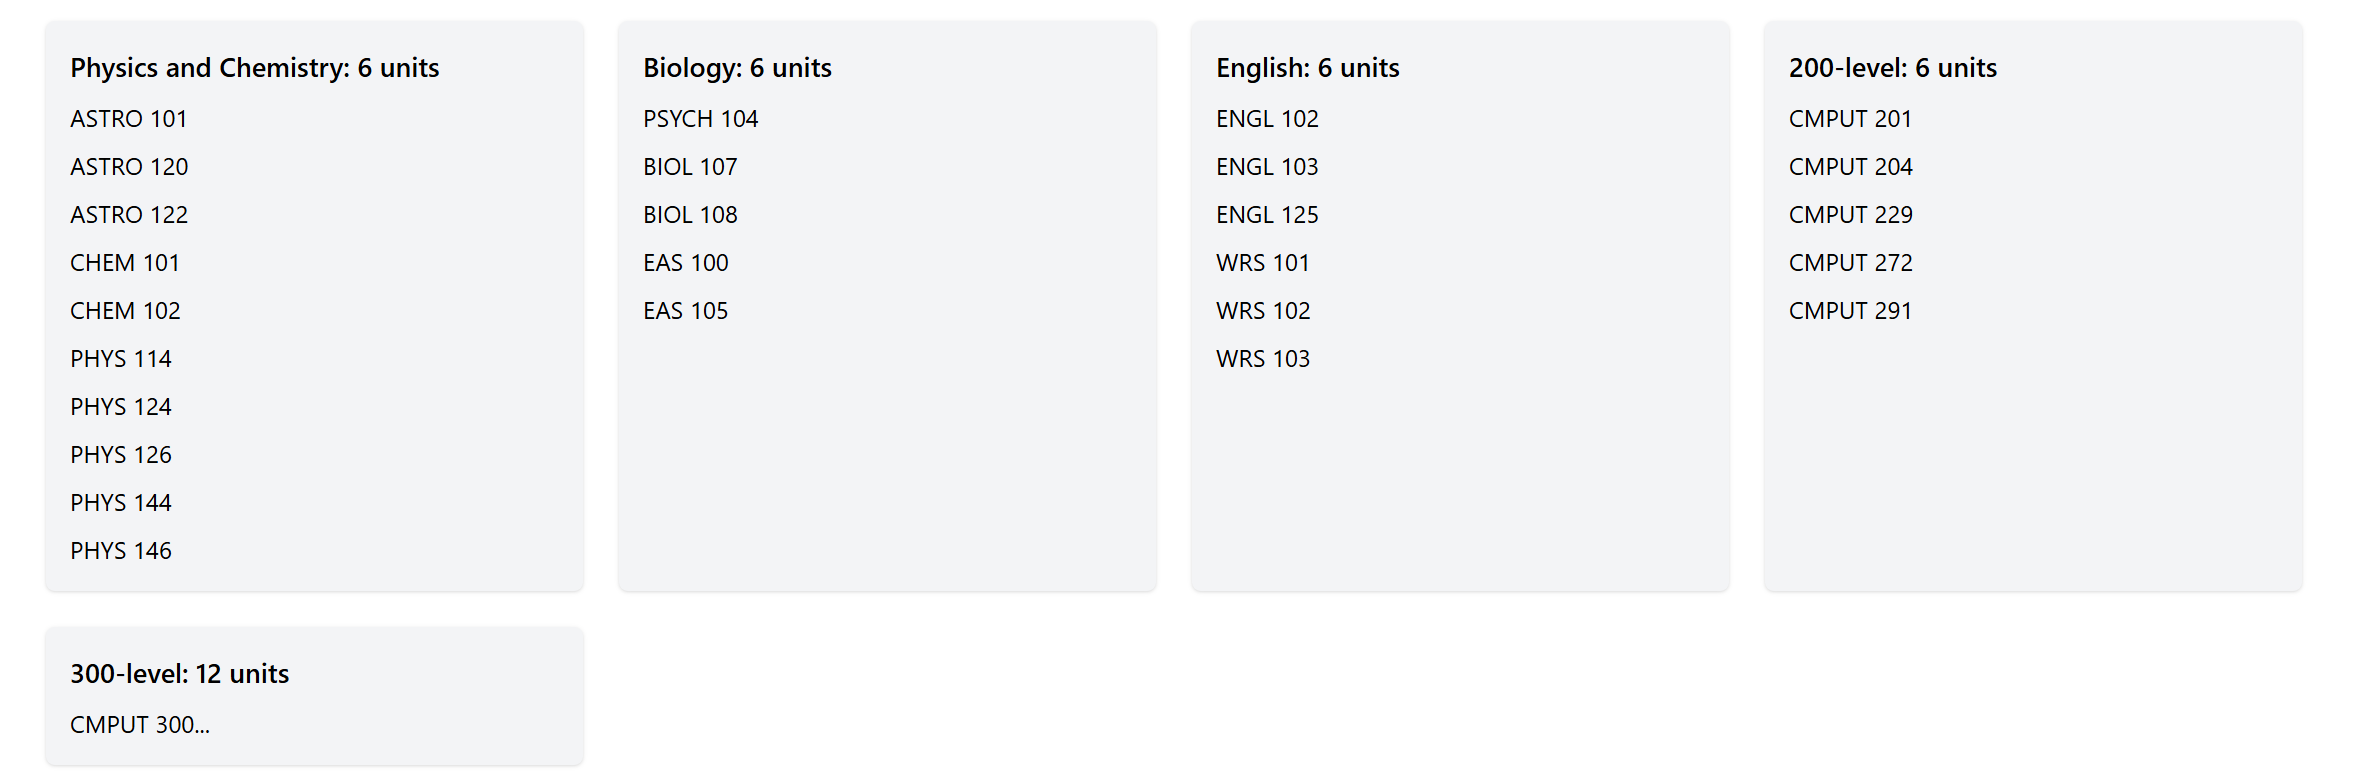 Physics and Chemistry: 6 units
ASTRO 101
ASTRO 120
ASTRO 122
CHEM 101
CHEM 102
PHYS 114
PHYS 124
PHYS 126
PHYS 144
PHYS 146
Biology: 6 units
PSYCH 104
BIOL 107
BIOL 108
EAS 100
EAS 105
English: 6 units
ENGL 102
ENGL 103
ENGL 125
WRS 101
WRS 102
WRS 103
200-level: 6 units
CMPUT 201
CMPUT 204
CMPUT 229
CMPUT 272
CMPUT 291
300-level: 12 units
CMPUT 300...